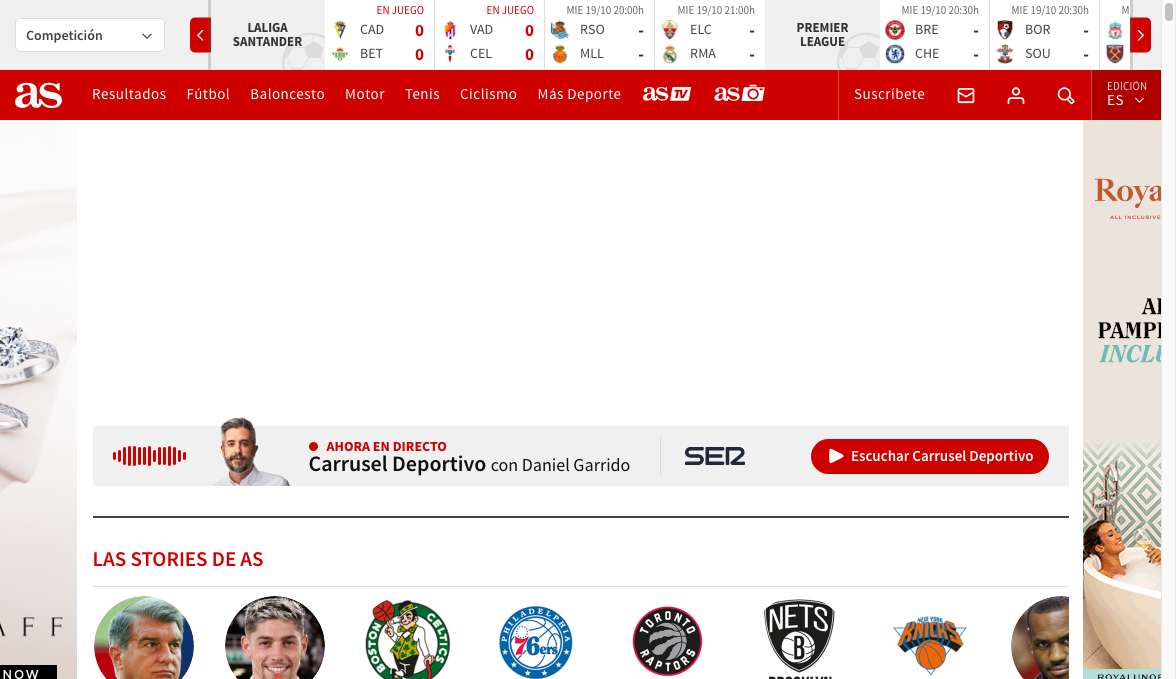 Competición
LALIGA
SANTANDER
EN JUEGO
CAD 0
BET 0
EN JUEGO
VAD 0
CEL 0
MIE 19/10 20:00h
RSO -
MLL -
MIE 19/10 21:00h
ELC -
RMA -
PREMIER
LEAGUE
MIE 19/10 20:30h
BRE -
CHE -
MIE 19/10 20:30h
BOR -
SOU -
M
as
Resultados Fútbol Baloncesto Motor Tenis Ciclismo Más Deporte as TV as
Suscríbete
EDICIÓN
ES
Roya
ALL INCLUSIVE
PAMP
INCLU
AHORA EN DIRECTO
Carrusel Deportivo con Daniel Garrido
SER
Escuchar Carrusel Deportivo
LAS STORIES DE AS
BOSTON CELTICS
PHILADELPHIA
76ers
TORONTO
RAPTORS
NETS
B
BROOKLYN
NEW YORK
KNICKS
AFF
NOW